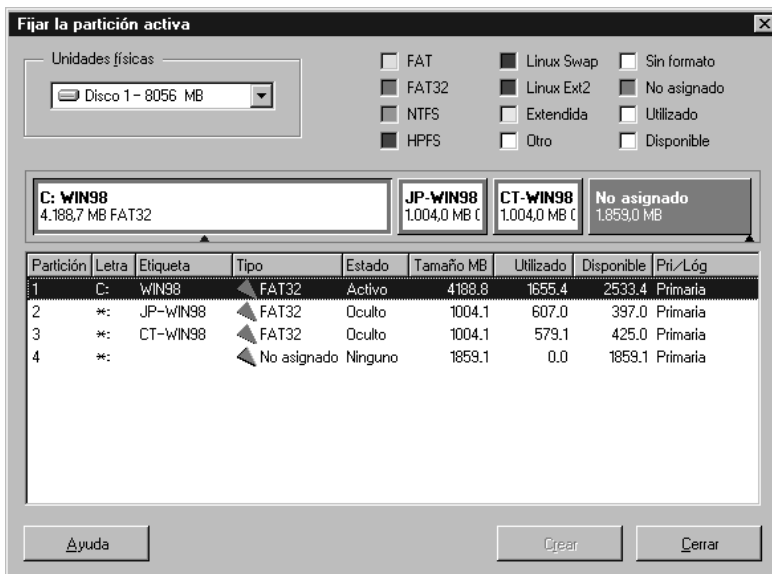 Fijar la partición activa
Unidades físicas
Disco 1 - 8056 MB
FAT
FAT32
NTFS
HPFS
Linux Swap
Linux Ext2
Extendida
Otro
Sin formato
No asignado
Utilizado
Disponible
C: WIN98
4.188,7 MB FAT32
JP-WIN98
1.004,0 MB (
CT-WIN98
1.004,0 MB (
No asignado
1.859,0 MB
Partición Letra Etiqueta Tipo Estado Tamaño MB Utilizado Disponible Pri/Lóg
1 C: WIN98 FAT32 Activo 4188.8 1655.4 2533.4 Primaria
2 *: JP-WIN98 FAT32 Oculto 1004.1 607.0 397.0 Primaria
3 *: CT-WIN98 FAT32 Oculto 1004.1 579.1 425.0 Primaria
4 *: No asignado Ninguno 1859.1 0.0 1859.1 Primaria
Ayuda
Crear
Cerrar